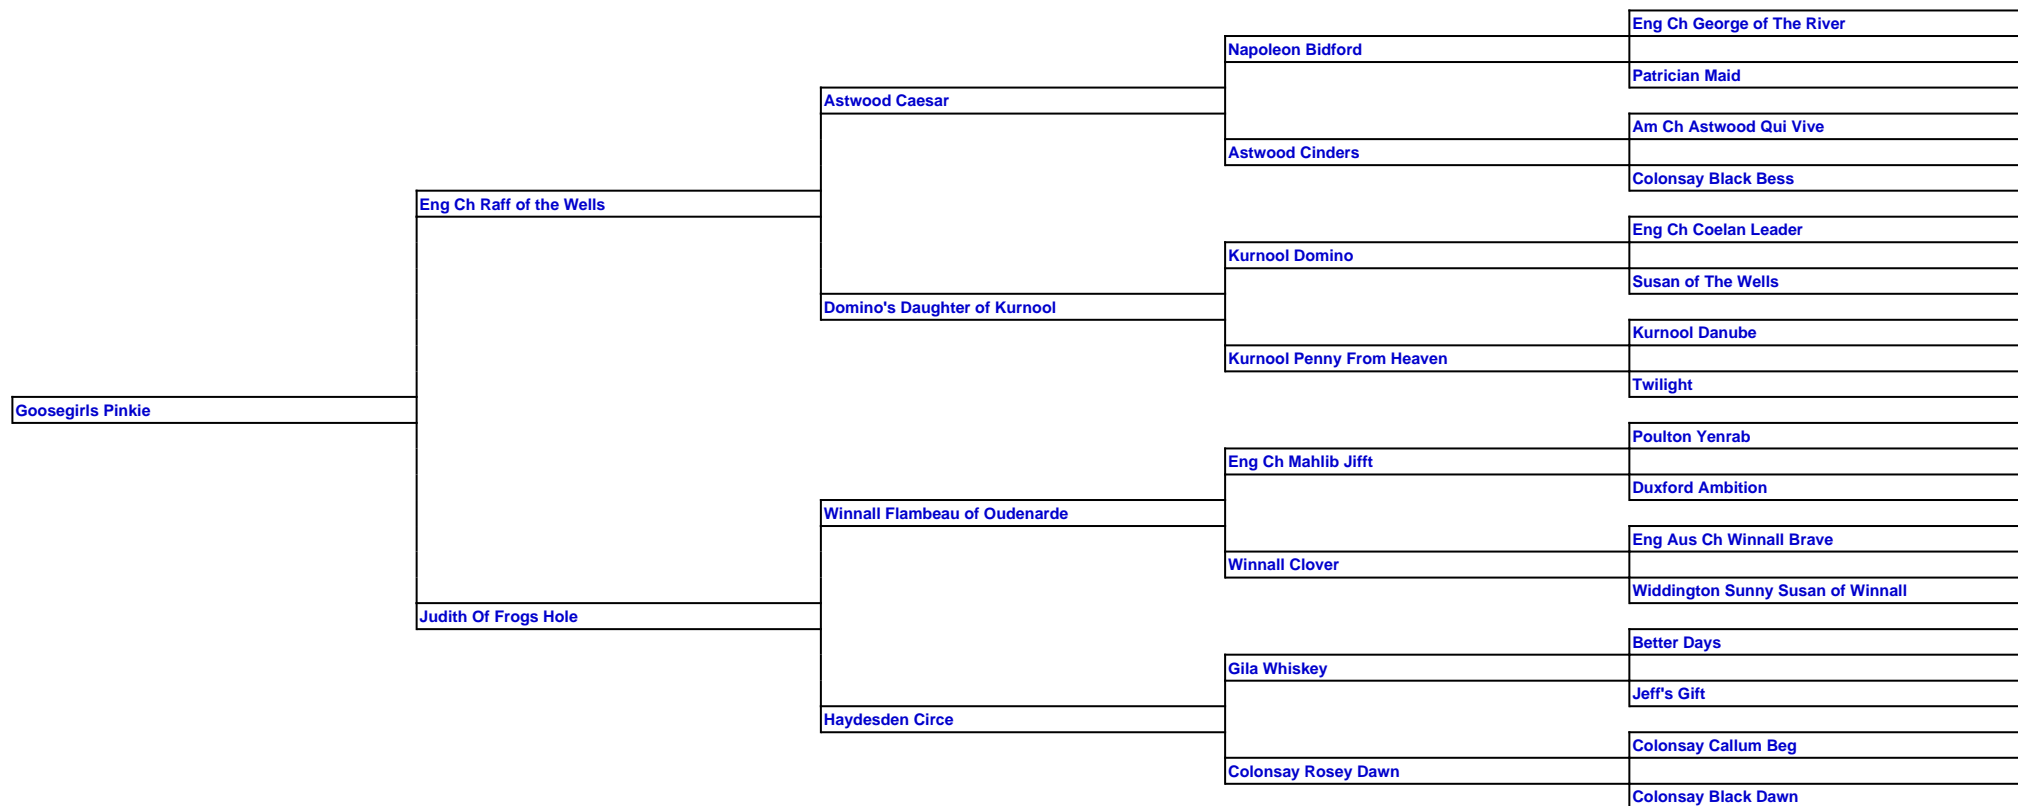 Eng Ch George of The River
Napoleon Bidford
Patrician Maid
Astwood Caesar
Am Ch Astwood Qui Vive
Astwood Cinders
Colonsay Black Bess
Eng Ch Raff of the Wells
Eng Ch Coelan Leader
Kurnool Domino
Susan of The Wells
Domino's Daughter of Kurnool
Kurnool Danube
Kurnool Penny From Heaven
Twilight
Goosegirls Pinkie
Poulton Yenrab
Eng Ch Mahlib Jifft
Duxford Ambition
Winnall Flambeau of Oudenarde
Eng Aus Ch Winnall Brave
Winnall Clover
Widdington Sunny Susan of Winnall
Judith Of Frogs Hole
Better Days
Gila Whiskey
Jeff's Gift
Haydesden Circe
Colonsay Callum Beg
Colonsay Rosey Dawn
Colonsay Black Dawn